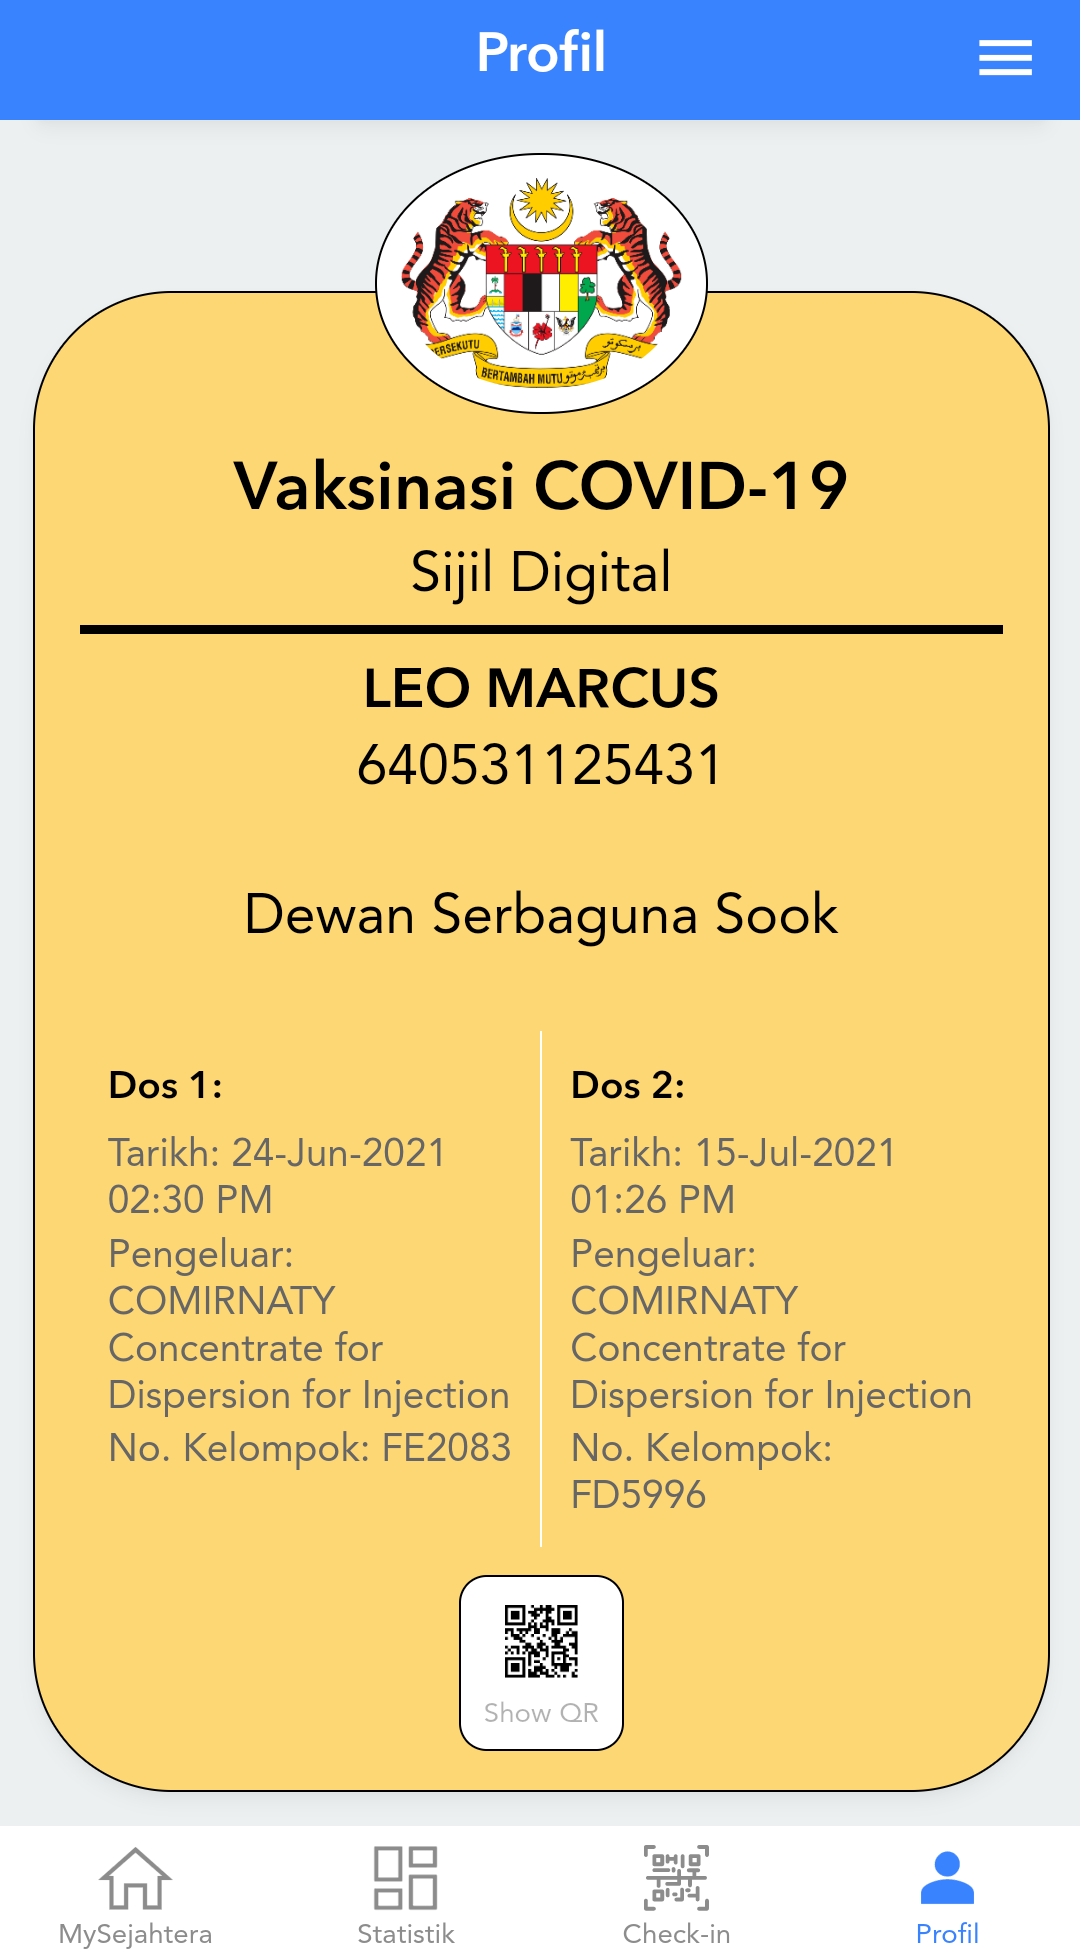 Profil
ERSEKUTU
BERTAMBAH MUTU
Vaksinasi COVID-19
Sijil Digital
LEO MARCUS
640531125431
Dewan Serbaguna Sook
Dos 1:
Tarikh: 24-Jun-2021
02:30 PM
Pengeluar:
COMIRNATY
Concentrate for
Dispersion for Injection
No. Kelompok: FE2083
Dos 2:
Tarikh: 15-Jul-2021
01:26 PM
Pengeluar:
COMIRNATY
Concentrate for
Dispersion for Injection
No. Kelompok:
FD5996
Show QR
MySejahtera
Statistik
Check-in
Profil